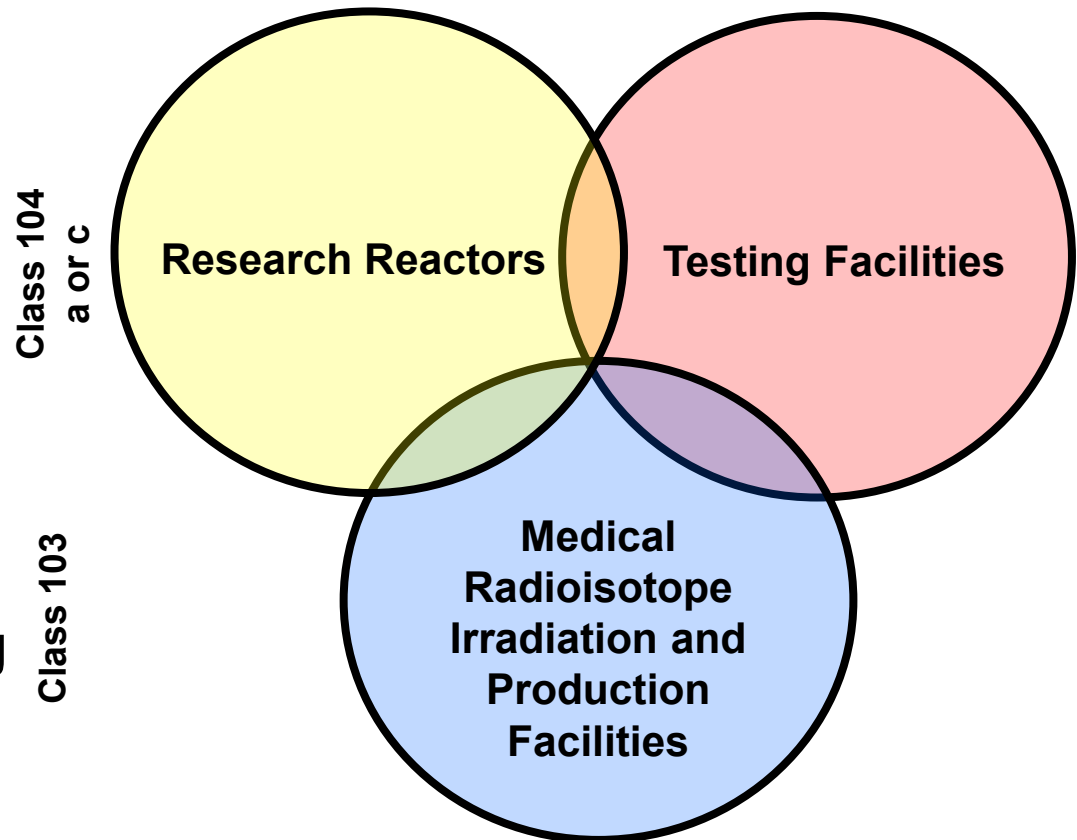 Class 104
a or c
Research Reactors
Testing Facilities
Class 103
Medical
Radioisotope
Irradiation and
Production
Facilities